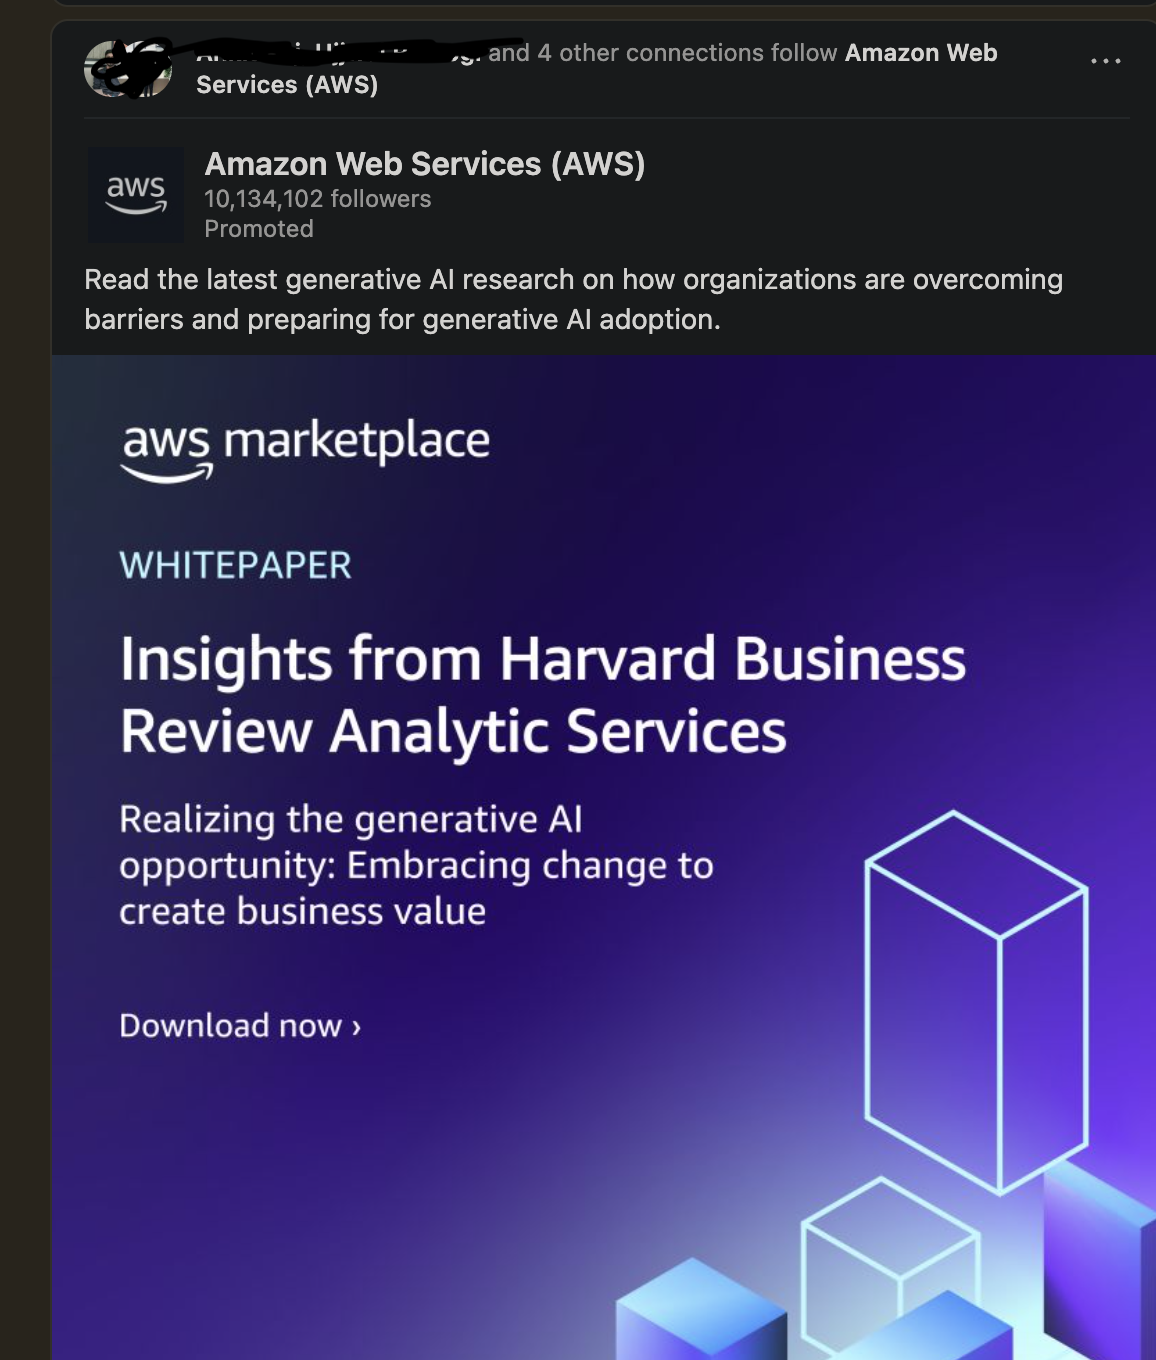 and 4 other connections follow Amazon Web
Services (AWS)
aws
Amazon Web Services (AWS)
10,134,102 followers
Promoted
Read the latest generative AI research on how organizations are overcoming
barriers and preparing for generative AI adoption.
aws marketplace
WHITEPAPER
Insights from Harvard Business
Review Analytic Services
Realizing the generative AI
opportunity: Embracing change to
create business value
Download now ›